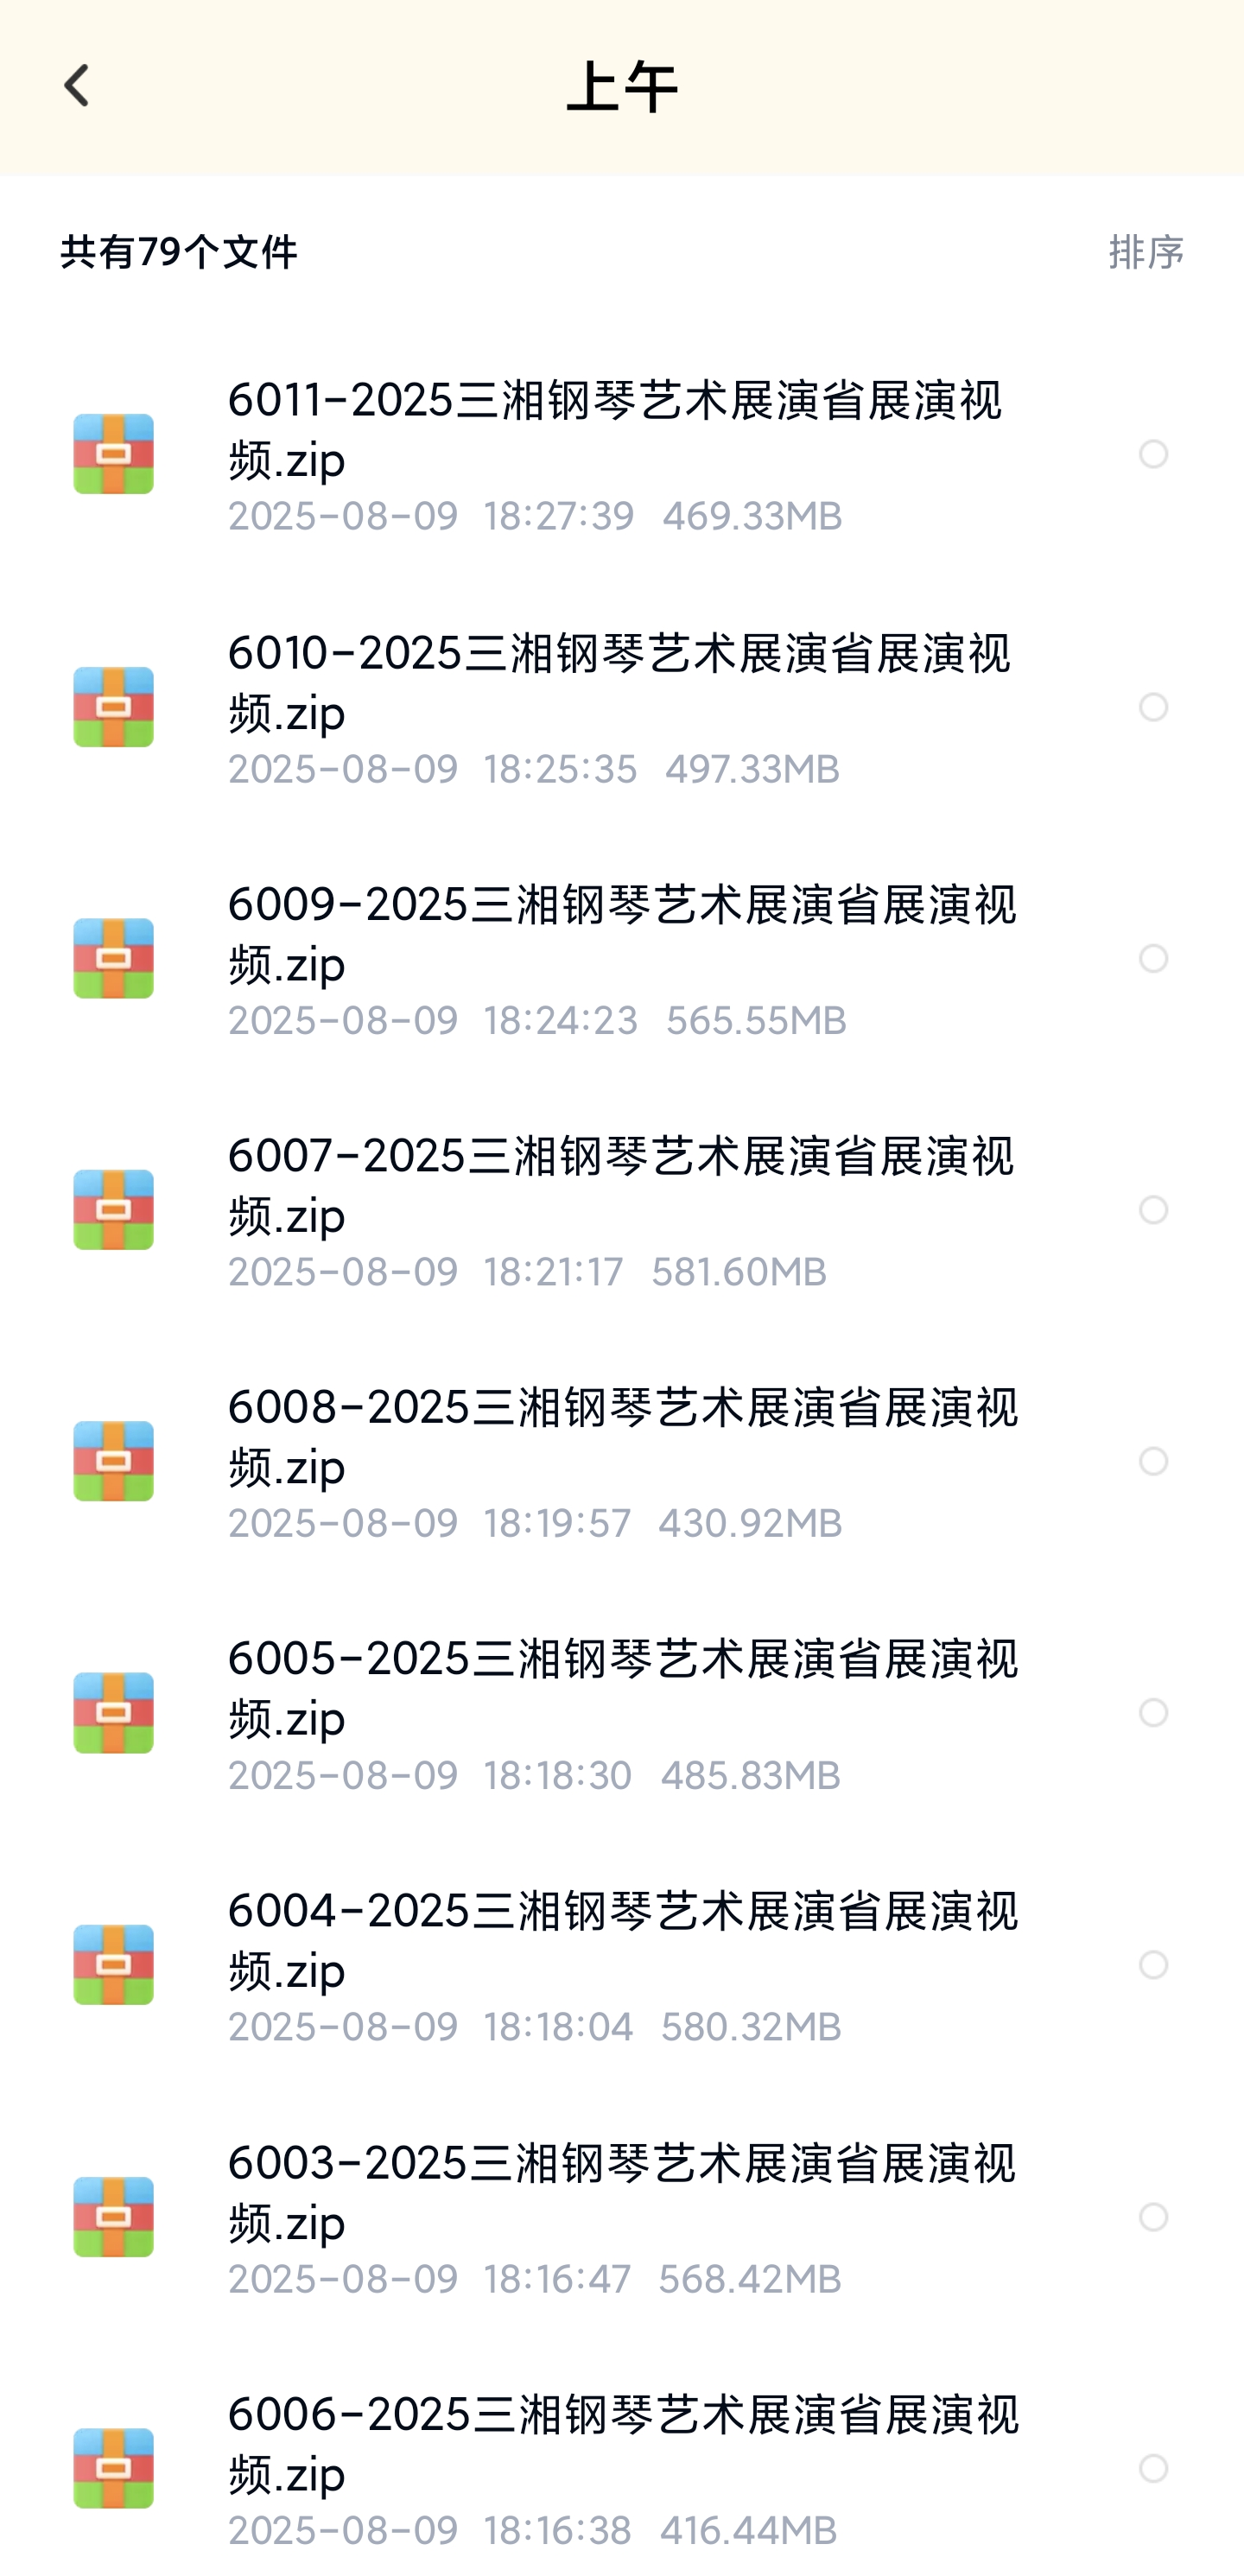 上午
共有79个文件 排序
6011-2025三湘钢琴艺术展演省展演视
频.zip
2025-08-09 18:27:39 469.33MB
6010-2025三湘钢琴艺术展演省展演视
频.zip
2025-08-09 18:25:35 497.33MB
6009-2025三湘钢琴艺术展演省展演视
频.zip
2025-08-09 18:24:23 565.55MB
6007-2025三湘钢琴艺术展演省展演视
频.zip
2025-08-09 18:21:17 581.60MB
6008-2025三湘钢琴艺术展演省展演视
频.zip
2025-08-09 18:19:57 430.92MB
6005-2025三湘钢琴艺术展演省展演视
频.zip
2025-08-09 18:18:30 485.83MB
6004-2025三湘钢琴艺术展演省展演视
频.zip
2025-08-09 18:18:04 580.32MB
6003-2025三湘钢琴艺术展演省展演视
频.zip
2025-08-09 18:16:47 568.42MB
6006-2025三湘钢琴艺术展演省展演视
频.zip
2025-08-09 18:16:38 416.44MB